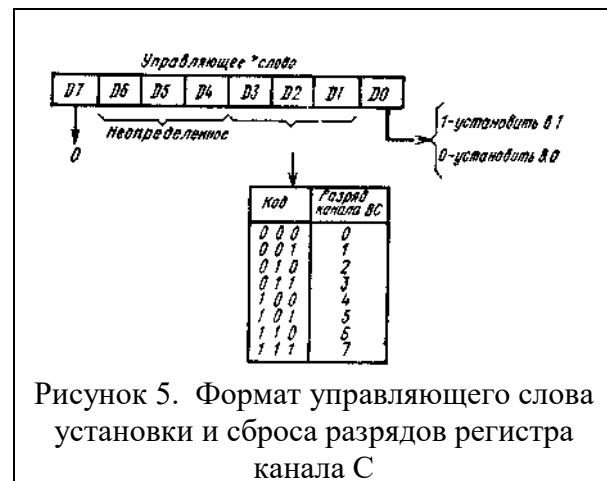 Управляющее слово
D7 D6 D5 D4 D3 D2 D1 D0
Неопределенное
0
1-установить в 1
0-установить в 0
Код Разряд канала ВС
0 0 0 0
0 0 1 1
0 1 0 2
0 1 1 3
1 0 0 4
1 0 1 5
1 1 0 6
1 1 1 7
Рисунок 5. Формат управляющего слова
установки и сброса разрядов регистра
канала С